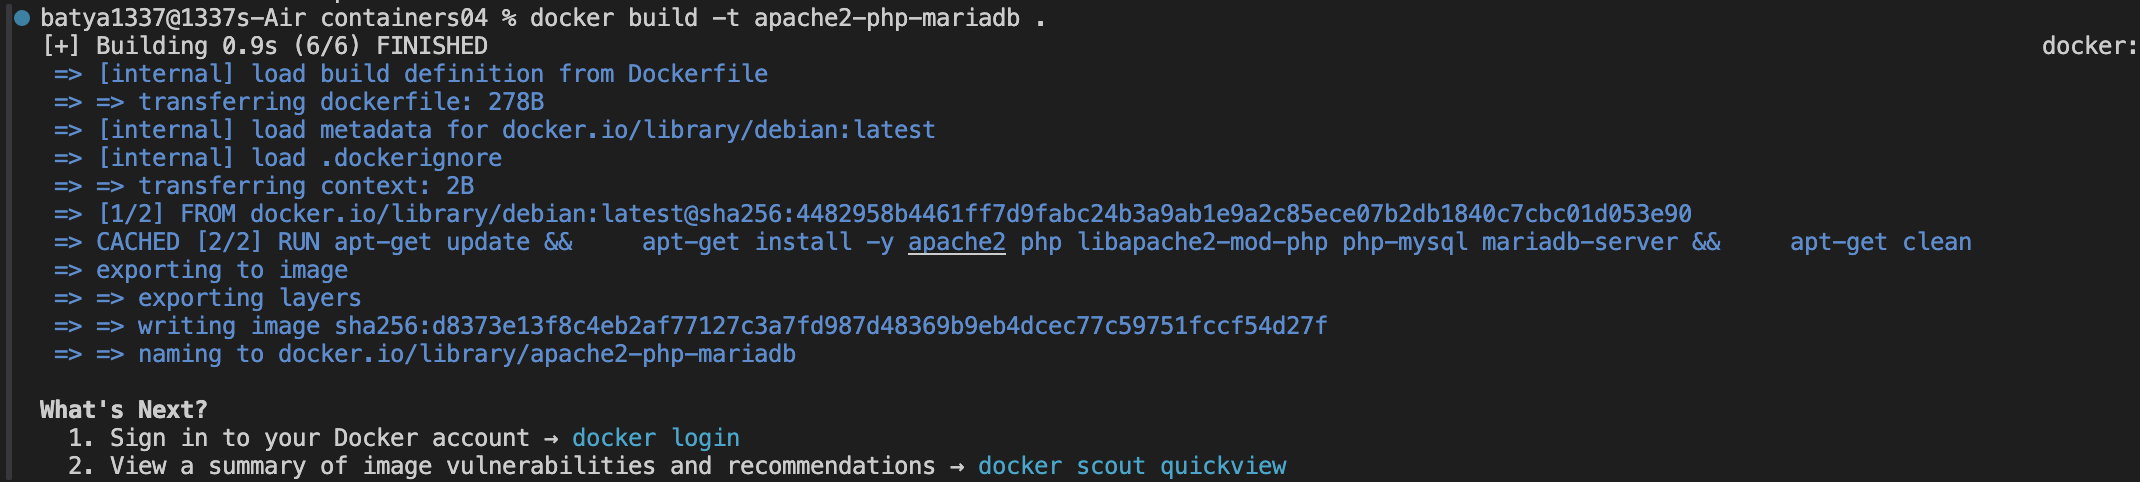 batya1337@1337s-Air containers04 % docker build -t apache2-php-mariadb .
[+] Building 0.9s (6/6) FINISHED docker:
=> [internal] load build definition from Dockerfile
=> => transferring dockerfile: 278B
=> [internal] load metadata for docker.io/library/debian:latest
=> [internal] load .dockerignore
=> => transferring context: 2B
=> [1/2] FROM docker.io/library/debian:latest@sha256:4482958b4461ff7d9fabc24b3a9ab1e9a2c85ece07b2db1840c7cbc01d053e90
=> CACHED [2/2] RUN apt-get update &&     apt-get install -y apache2 php libapache2-mod-php php-mysql mariadb-server &&     apt-get clean
=> exporting to image
=> => exporting layers
=> => writing image sha256:d8373e13f8c4eb2af77127c3a7fd987d48369b9eb4dcec77c59751fccf54d27f
=> => naming to docker.io/library/apache2-php-mariadb
What's Next?
1. Sign in to your Docker account → docker login
2. View a summary of image vulnerabilities and recommendations → docker scout quickview